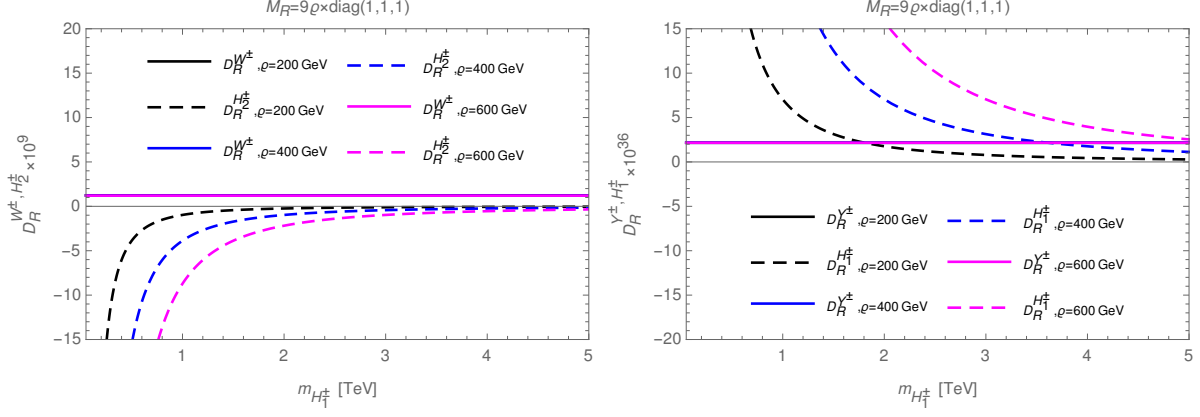 M_R=9ϱ×diag(1,1,1)
20
15
10
5
0
−5
−10
−15
D_R^{W^±,H_2^±}×10^9
D_R^{W^±},ϱ=200 GeV
D_R^{H_2^±},ϱ=200 GeV
D_R^{W^±},ϱ=400 GeV
D_R^{H_2^±},ϱ=400 GeV
D_R^{W^±},ϱ=600 GeV
D_R^{H_2^±},ϱ=600 GeV
1 2 3 4 5
m_{H_1^±} [TeV]
M_R=9ϱ×diag(1,1,1)
15
10
5
0
−5
−10
−15
−20
D_R^{Y^±,H_1^±}×10^36
D_R^{Y^±},ϱ=200 GeV
D_R^{H_1^±},ϱ=200 GeV
D_R^{Y^±},ϱ=400 GeV
D_R^{H_1^±},ϱ=400 GeV
D_R^{Y^±},ϱ=600 GeV
D_R^{H_1^±},ϱ=600 GeV
1 2 3 4 5
m_{H_1^±} [TeV]